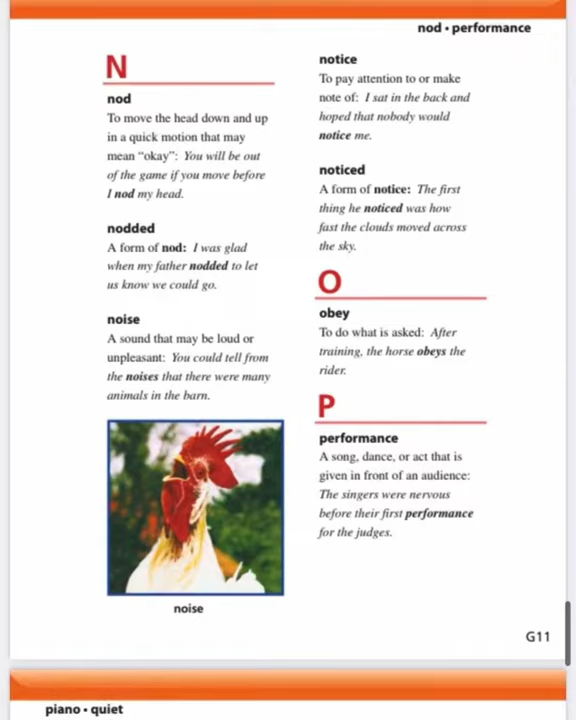 nod • performance
N
nod
To move the head down and up
in a quick motion that may
mean “okay”: You will be out
of the game if you move before
I nod my head.
nodded
A form of nod: I was glad
when my father nodded to let
us know we could go.
noise
A sound that may be loud or
unpleasant: You could tell from
the noises that there were many
animals in the barn.
noise
notice
To pay attention to or make
note of: I sat in the back and
hoped that nobody would
notice me.
noticed
A form of notice: The first
thing he noticed was how
fast the clouds moved across
the sky.
O
obey
To do what is asked: After
training, the horse obeys the
rider.
P
performance
A song, dance, or act that is
given in front of an audience:
The singers were nervous
before their first performance
for the judges.
G11
piano • quiet